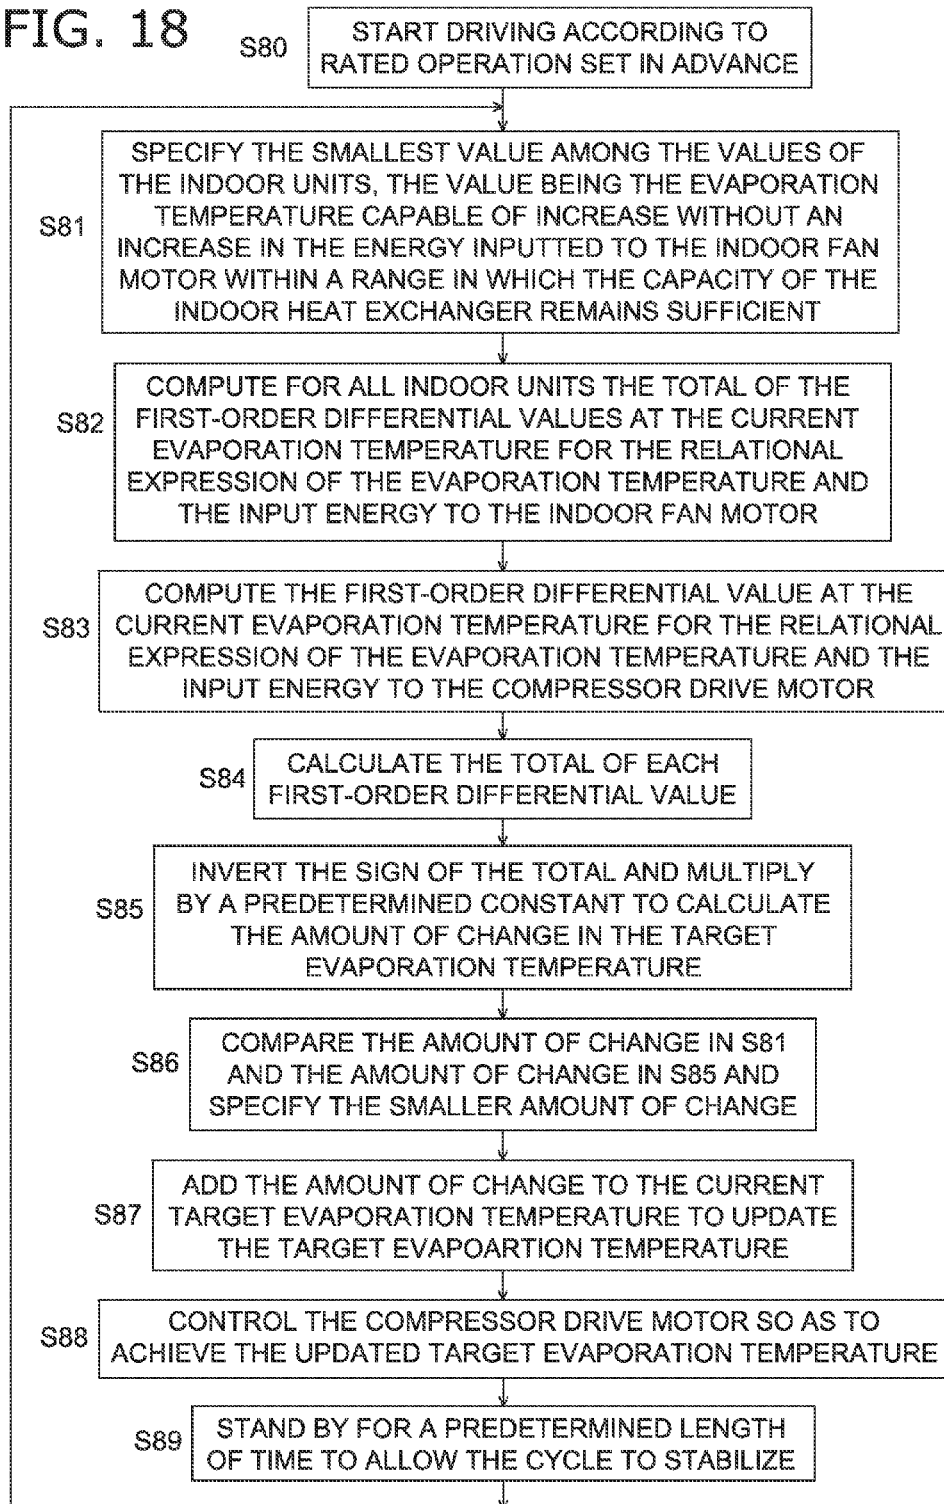 FIG. 18
S80
START DRIVING ACCORDING TO
RATED OPERATION SET IN ADVANCE
S81
SPECIFY THE SMALLEST VALUE AMONG THE VALUES OF
THE INDOOR UNITS, THE VALUE BEING THE EVAPORATION
TEMPERATURE CAPABLE OF INCREASE WITHOUT AN
INCREASE IN THE ENERGY INPUTTED TO THE INDOOR FAN
MOTOR WITHIN A RANGE IN WHICH THE CAPACITY OF THE
INDOOR HEAT EXCHANGER REMAINS SUFFICIENT
S82
COMPUTE FOR ALL INDOOR UNITS THE TOTAL OF THE
FIRST-ORDER DIFFERENTIAL VALUES AT THE CURRENT
EVAPORATION TEMPERATURE FOR THE RELATIONAL
EXPRESSION OF THE EVAPORATION TEMPERATURE AND
THE INPUT ENERGY TO THE INDOOR FAN MOTOR
S83
COMPUTE THE FIRST-ORDER DIFFERENTIAL VALUE AT THE
CURRENT EVAPORATION TEMPERATURE FOR THE RELATIONAL
EXPRESSION OF THE EVAPORATION TEMPERATURE AND THE
INPUT ENERGY TO THE COMPRESSOR DRIVE MOTOR
S84
CALCULATE THE TOTAL OF EACH
FIRST-ORDER DIFFERENTIAL VALUE
S85
INVERT THE SIGN OF THE TOTAL AND MULTIPLY
BY A PREDETERMINED CONSTANT TO CALCULATE
THE AMOUNT OF CHANGE IN THE TARGET
EVAPORATION TEMPERATURE
S86
COMPARE THE AMOUNT OF CHANGE IN S81
AND THE AMOUNT OF CHANGE IN S85 AND
SPECIFY THE SMALLER AMOUNT OF CHANGE
S87
ADD THE AMOUNT OF CHANGE TO THE CURRENT
TARGET EVAPORATION TEMPERATURE TO UPDATE
THE TARGET EVAPOARTION TEMPERATURE
S88
CONTROL THE COMPRESSOR DRIVE MOTOR SO AS TO
ACHIEVE THE UPDATED TARGET EVAPORATION TEMPERATURE
S89
STAND BY FOR A PREDETERMINED LENGTH
OF TIME TO ALLOW THE CYCLE TO STABILIZE